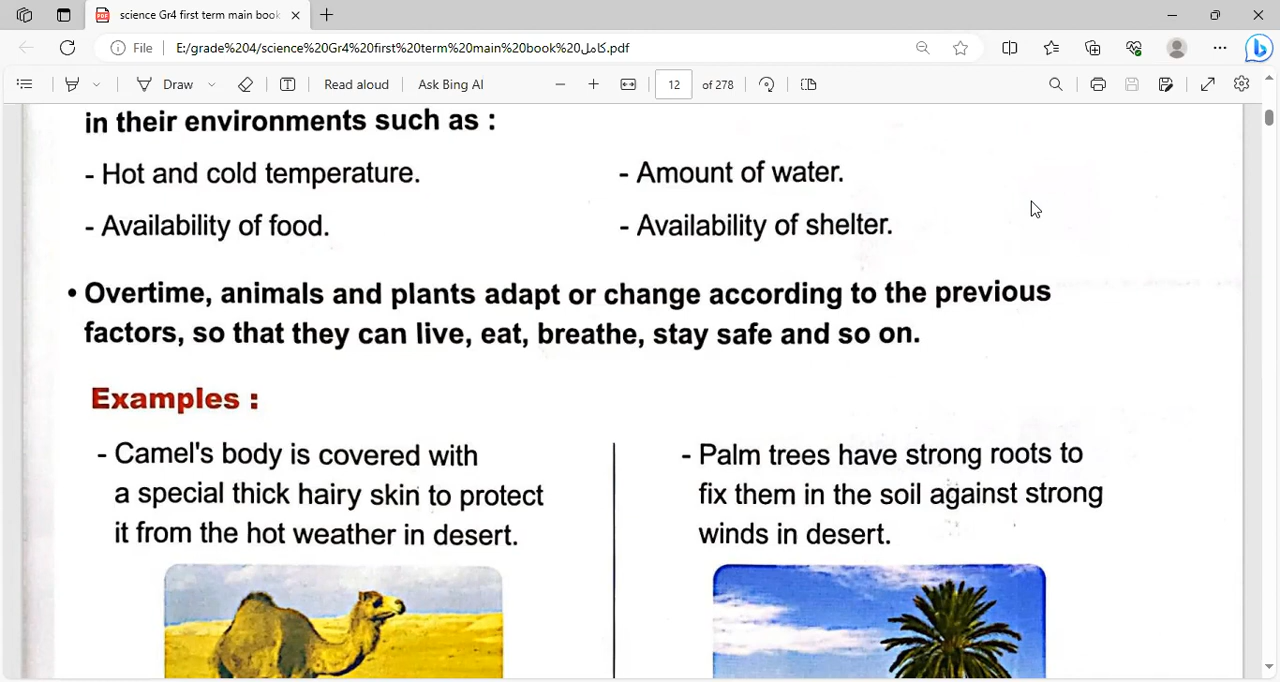 science Gr4 first term main book
File
E:/grade%204/science%20Gr4%20first%20term%20main%20book%20كامل.pdf
Draw
Read aloud
Ask Bing AI
12 of 278
in their environments such as :
- Hot and cold temperature.
- Amount of water.
- Availability of food.
- Availability of shelter.
• Overtime, animals and plants adapt or change according to the previous
factors, so that they can live, eat, breathe, stay safe and so on.
Examples :
- Camel's body is covered with
a special thick hairy skin to protect
it from the hot weather in desert.
- Palm trees have strong roots to
fix them in the soil against strong
winds in desert.